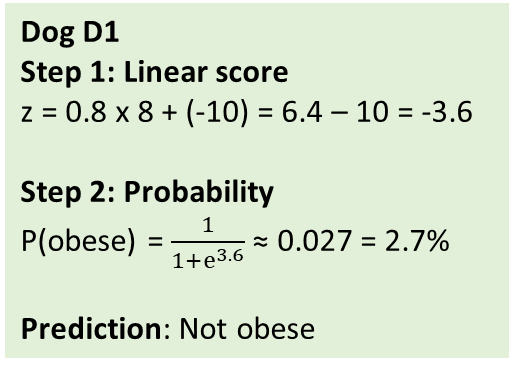 Dog D1
Step 1: Linear score
z = 0.8 x 8 + (-10) = 6.4 – 10 = -3.6
Step 2: Probability
P(obese) = 1/(1+e^3.6) ≈ 0.027 = 2.7%
Prediction: Not obese